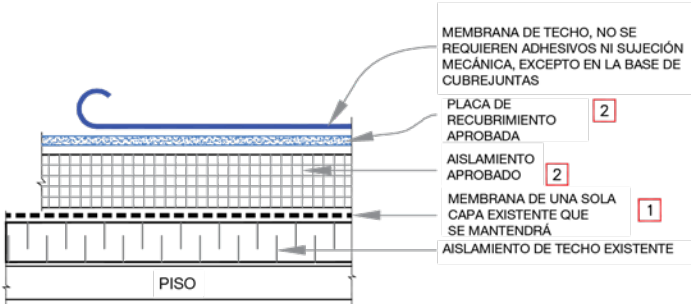 MEMBRANA DE TECHO, NO SE
REQUIEREN ADHESIVOS NI SUJECIÓN
MECÁNICA, EXCEPTO EN LA BASE DE
CUBREJUNTAS
PLACA DE
RECUBRIMIENTO
APROBADA
2
AISLAMIENTO
APROBADO
2
MEMBRANA DE UNA SOLA
CAPA EXISTENTE QUE
SE MANTENDRÁ
1
AISLAMIENTO DE TECHO EXISTENTE
PISO